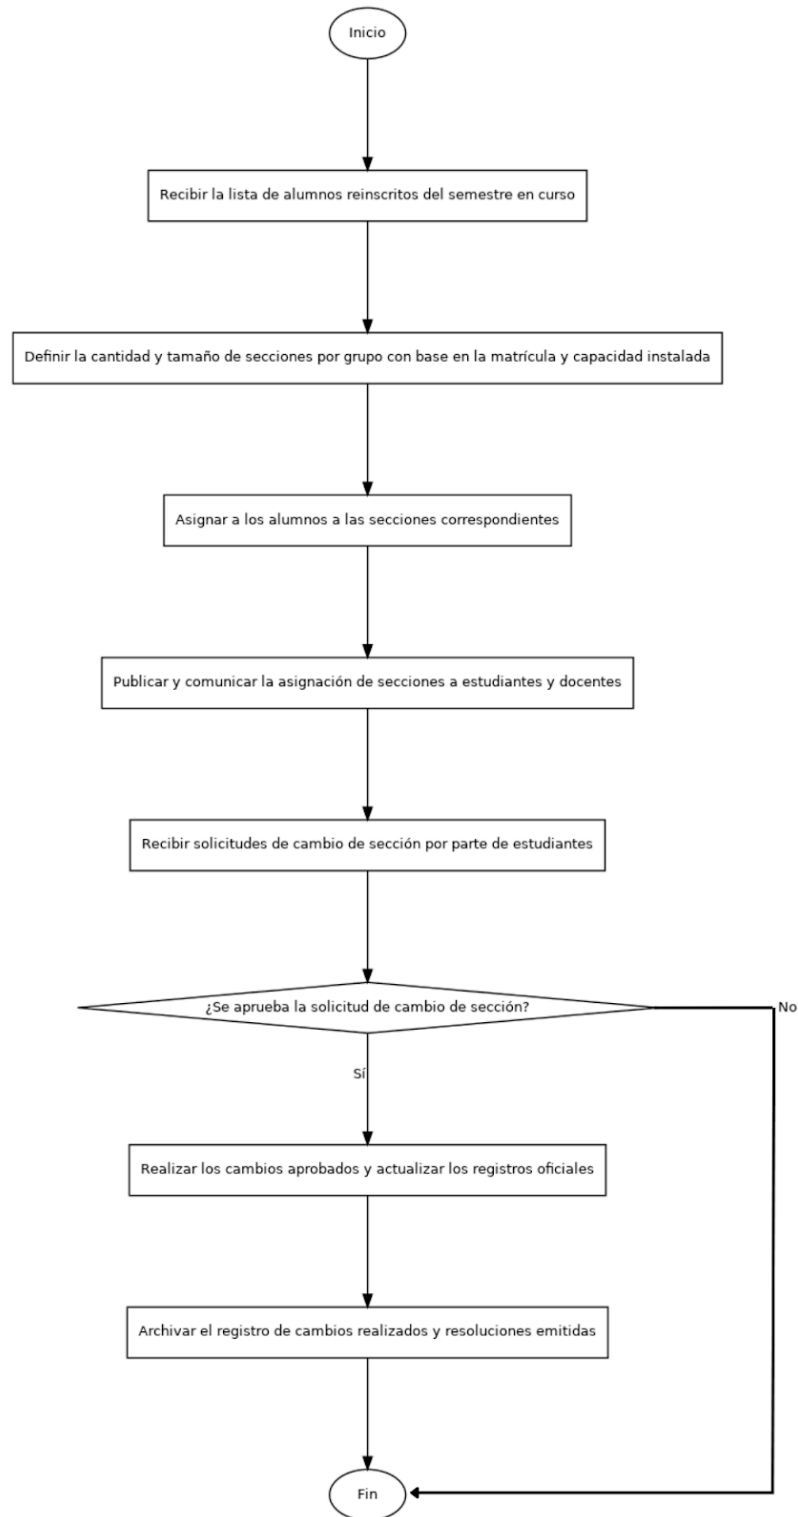 Inicio
Recibir la lista de alumnos reinscritos del semestre en curso
Definir la cantidad y tamaño de secciones por grupo con base en la matrícula y capacidad instalada
Asignar a los alumnos a las secciones correspondientes
Publicar y comunicar la asignación de secciones a estudiantes y docentes
Recibir solicitudes de cambio de sección por parte de estudiantes
¿Se aprueba la solicitud de cambio de sección?
No
Sí
Realizar los cambios aprobados y actualizar los registros oficiales
Archivar el registro de cambios realizados y resoluciones emitidas
Fin